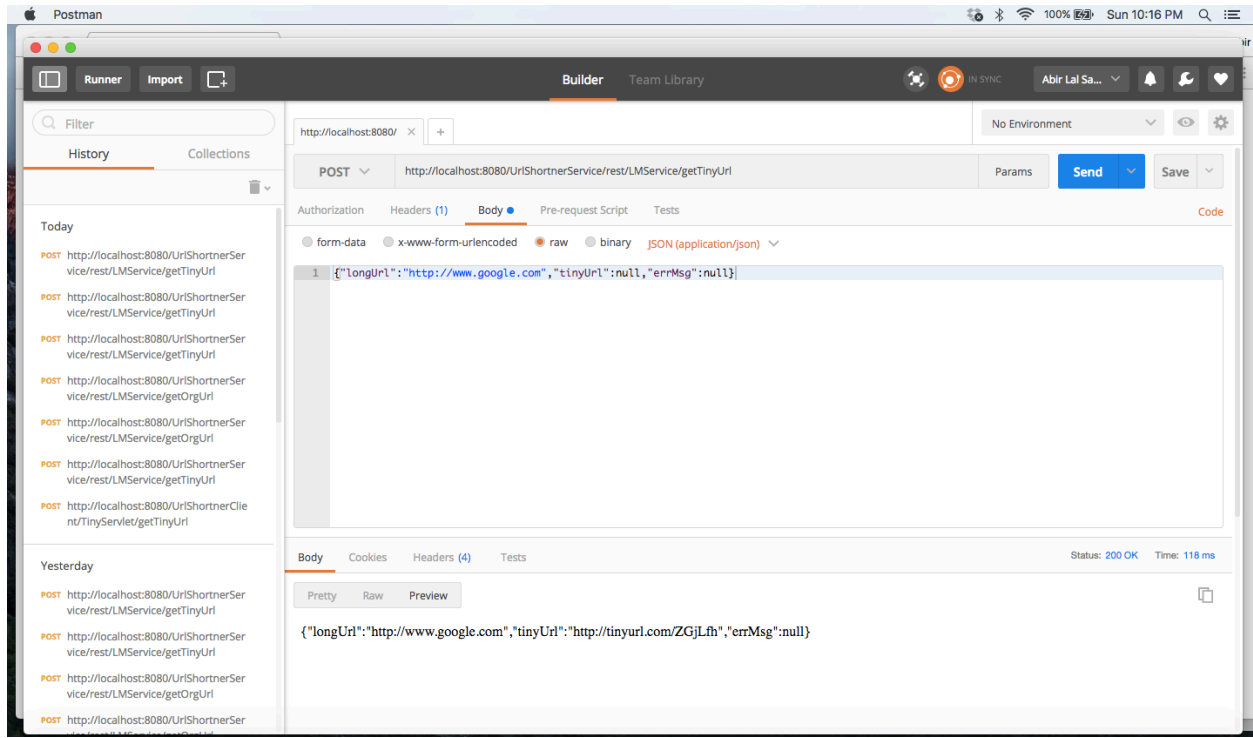 Postman
100%
Sun 10:16 PM
Runner
Import
Builder
Team Library
IN SYNC
Abir Lal Sa...
Filter
History
Collections
Today
POST http://localhost:8080/UrlShortnerSer
vice/rest/LMService/getTinyUrl
POST http://localhost:8080/UrlShortnerSer
vice/rest/LMService/getTinyUrl
POST http://localhost:8080/UrlShortnerSer
vice/rest/LMService/getTinyUrl
POST http://localhost:8080/UrlShortnerSer
vice/rest/LMService/getOrgUrl
POST http://localhost:8080/UrlShortnerSer
vice/rest/LMService/getOrgUrl
POST http://localhost:8080/UrlShortnerSer
vice/rest/LMService/getTinyUrl
POST http://localhost:8080/UrlShortnerClie
nt/TinyServlet/getTinyUrl
Yesterday
POST http://localhost:8080/UrlShortnerSer
vice/rest/LMService/getTinyUrl
POST http://localhost:8080/UrlShortnerSer
vice/rest/LMService/getTinyUrl
POST http://localhost:8080/UrlShortnerSer
vice/rest/LMService/getOrgUrl
POST http://localhost:8080/UrlShortnerSer
http://localhost:8080/
+
No Environment
POST
http://localhost:8080/UrlShortnerService/rest/LMService/getTinyUrl
Params
Send
Save
Authorization
Headers (1)
Body
Pre-request Script
Tests
Code
form-data
x-www-form-urlencoded
raw
binary
JSON (application/json)
1 {"longUrl":"http://www.google.com","tinyUrl":null,"errMsg":null}
Body
Cookies
Headers (4)
Tests
Status: 200 OK
Time: 118 ms
Pretty
Raw
Preview
{"longUrl":"http://www.google.com","tinyUrl":"http://tinyurl.com/ZGjLfh","errMsg":null}